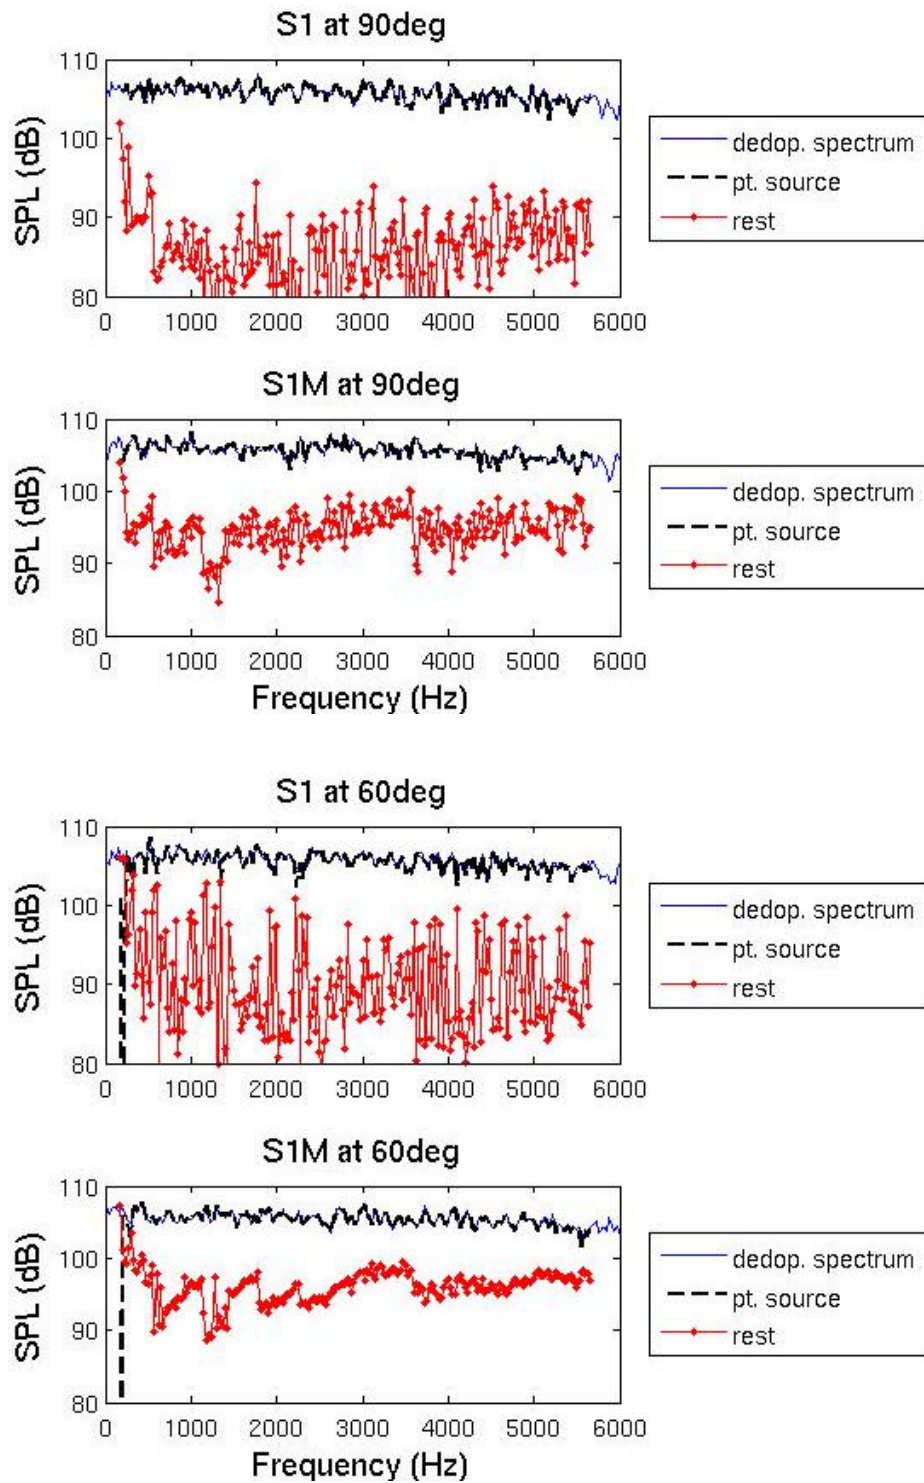 S1 at 90deg
110
100
90
80
SPL (dB)
0 1000 2000 3000 4000 5000 6000
dedop. spectrum
pt. source
rest
S1M at 90deg
110
100
90
80
SPL (dB)
0 1000 2000 3000 4000 5000 6000
Frequency (Hz)
dedop. spectrum
pt. source
rest
S1 at 60deg
110
100
90
80
SPL (dB)
0 1000 2000 3000 4000 5000 6000
dedop. spectrum
pt. source
rest
S1M at 60deg
110
100
90
80
SPL (dB)
0 1000 2000 3000 4000 5000 6000
Frequency (Hz)
dedop. spectrum
pt. source
rest